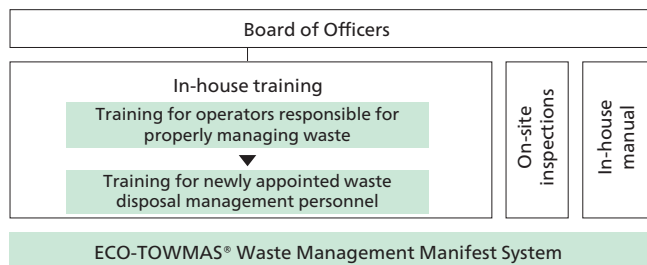 Board of Officers
In-house training
Training for operators responsible for
properly managing waste
Training for newly appointed waste
disposal management personnel
On-site
inspections
In-house
manual
ECO-TOWMAS® Waste Management Manifest System